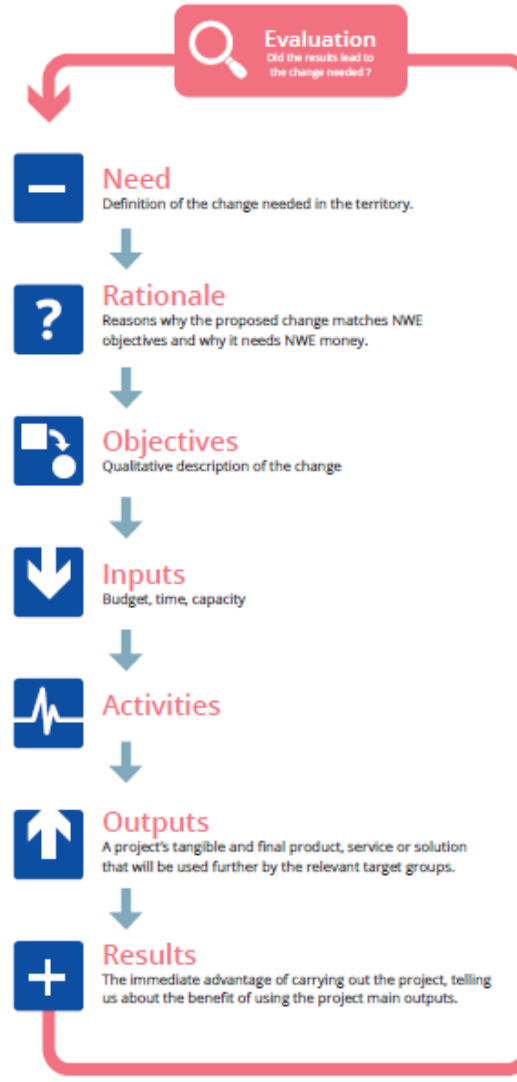 Evaluation
Did the results lead to
the change needed ?
Need
Definition of the change needed in the territory.
?
Rationale
Reasons why the proposed change matches NWE
objectives and why it needs NWE money.
Objectives
Qualitative description of the change
Inputs
Budget, time, capacity
Activities
Outputs
A project's tangible and final product, service or solution
that will be used further by the relevant target groups.
Results
The immediate advantage of carrying out the project, telling
us about the benefit of using the project main outputs.